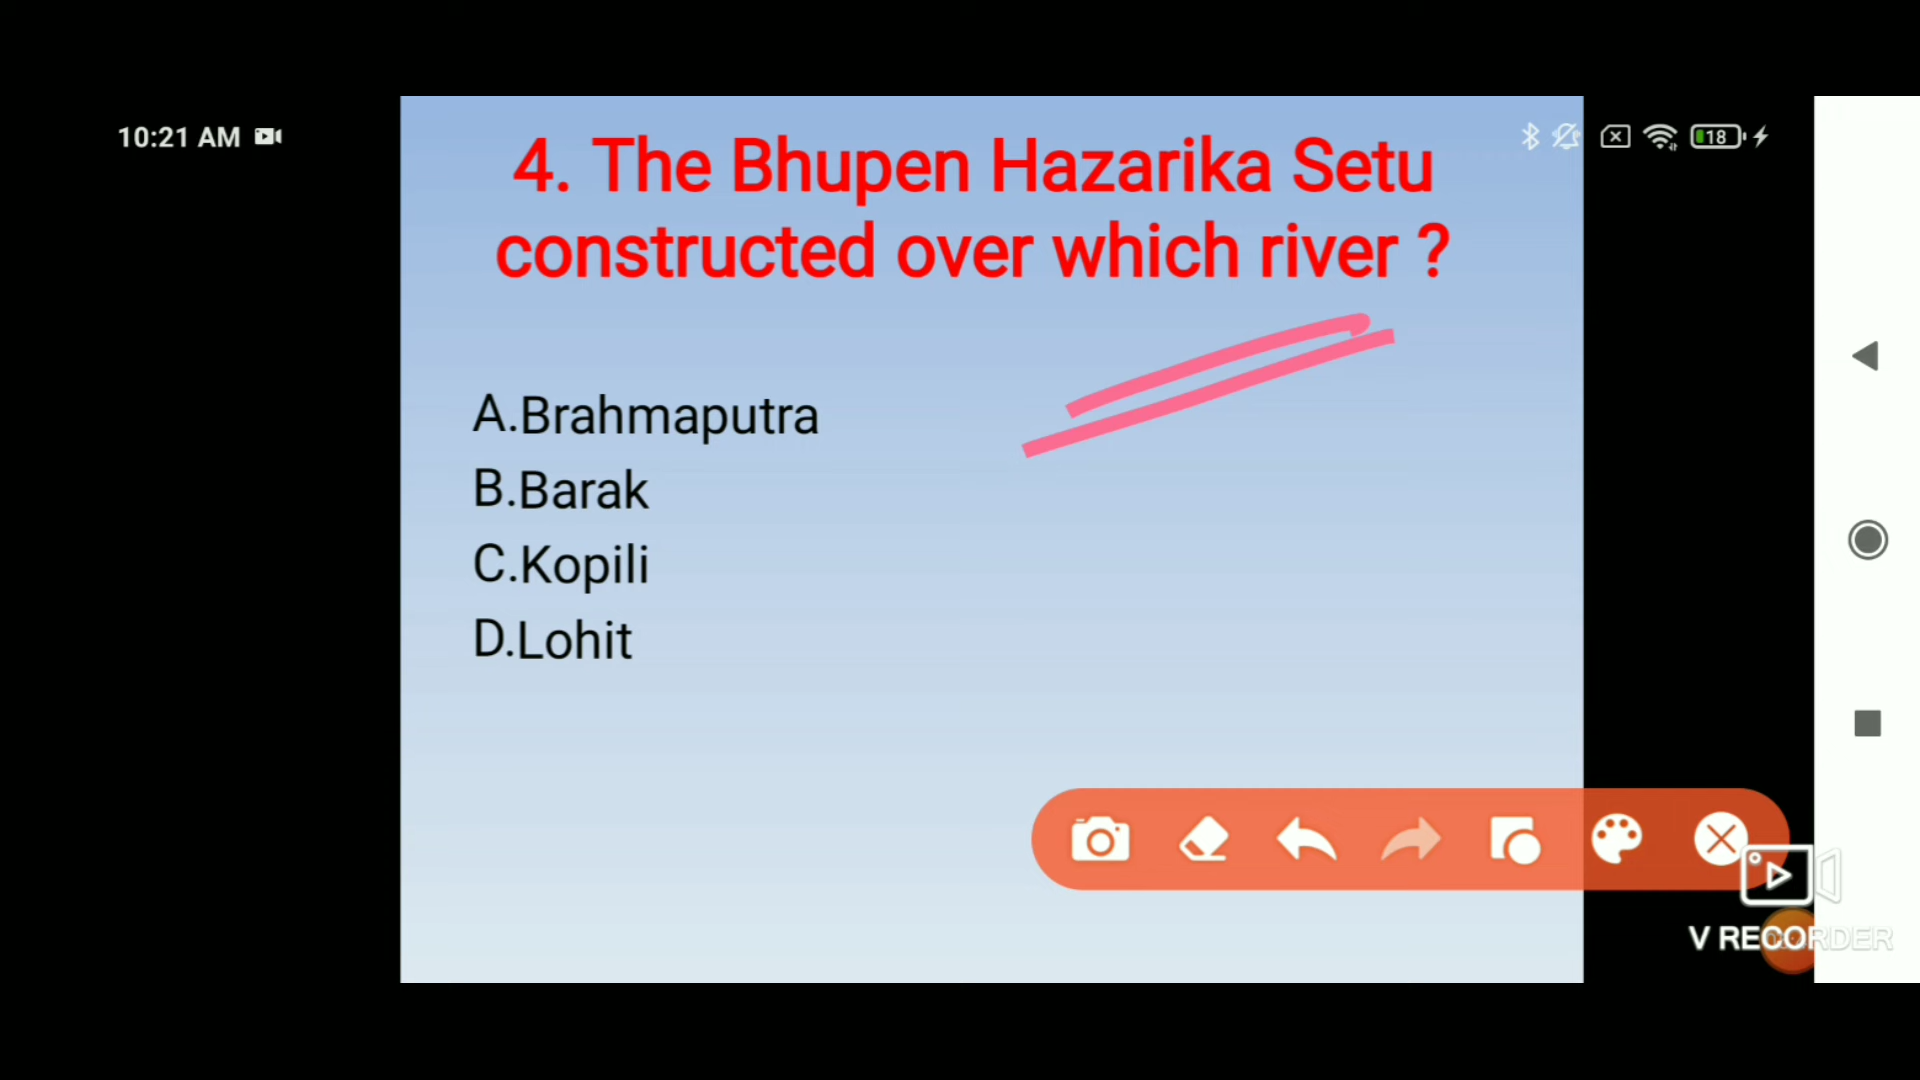 10:21 AM
18
4. The Bhupen Hazarika Setu
constructed over which river ?
A.Brahmaputra
B.Barak
C.Kopili
D.Lohit
V RECORDER